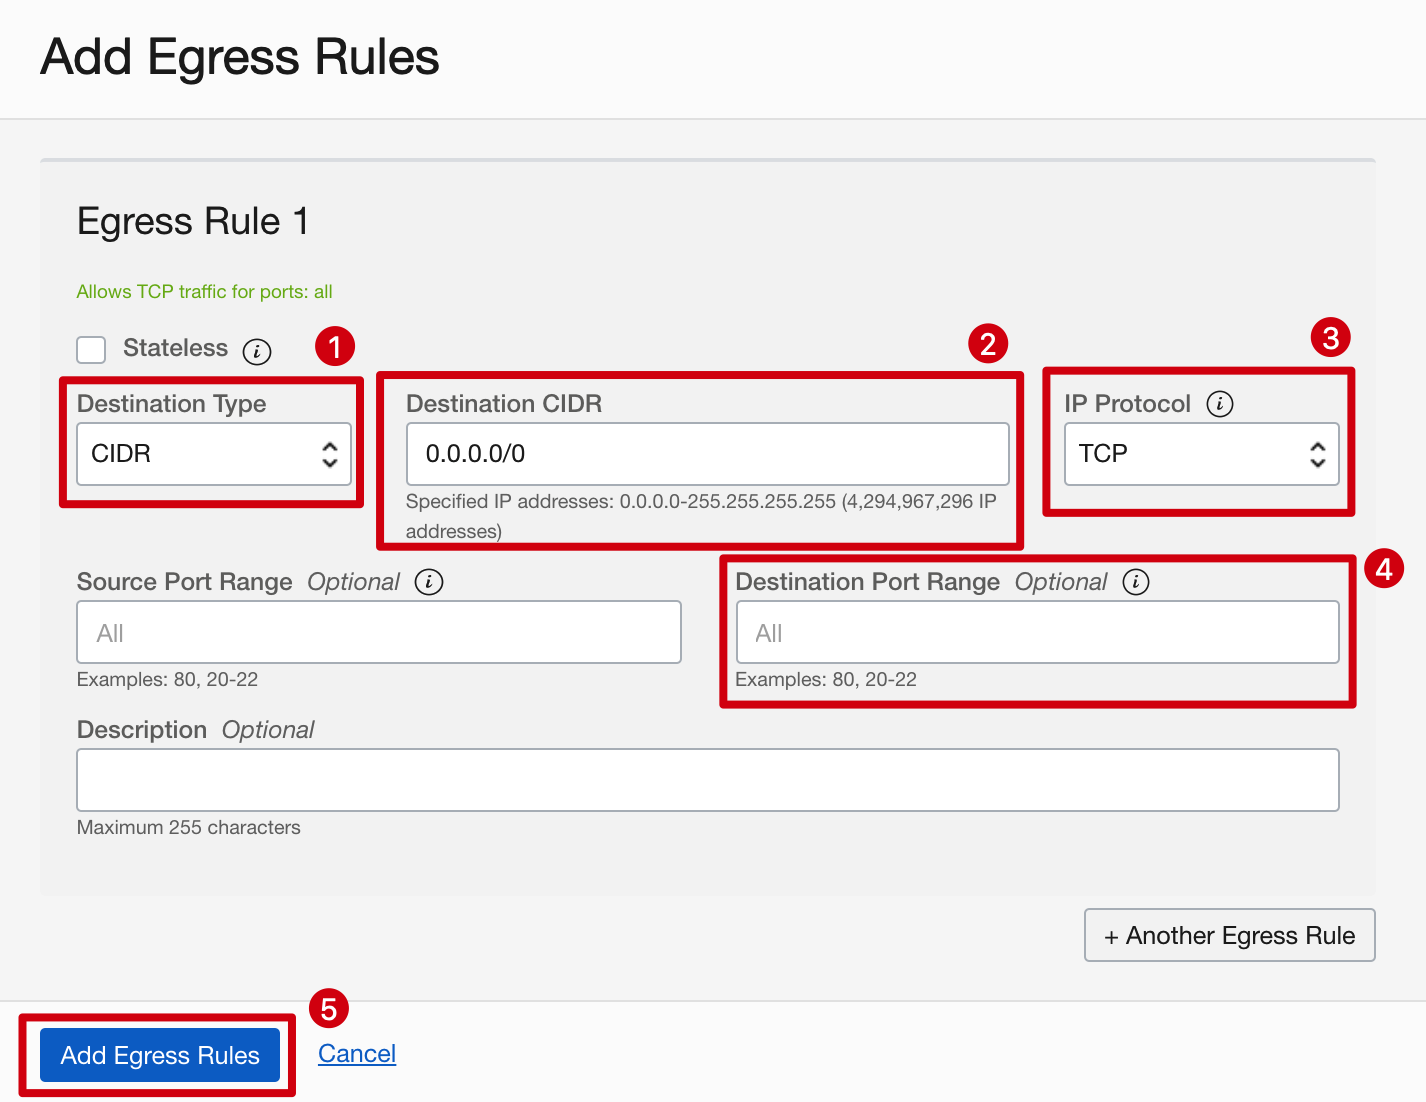 Add Egress Rules
Egress Rule 1
Allows TCP traffic for ports: all
Stateless i 1
2
3
Destination Type
CIDR
Destination CIDR
0.0.0.0/0
Specified IP addresses: 0.0.0.0-255.255.255.255 (4,294,967,296 IP
addresses)
IP Protocol i
TCP
Source Port Range Optional i
All
Examples: 80, 20-22
Destination Port Range Optional i
4
All
Examples: 80, 20-22
Description Optional
Maximum 255 characters
+ Another Egress Rule
5
Add Egress Rules
Cancel